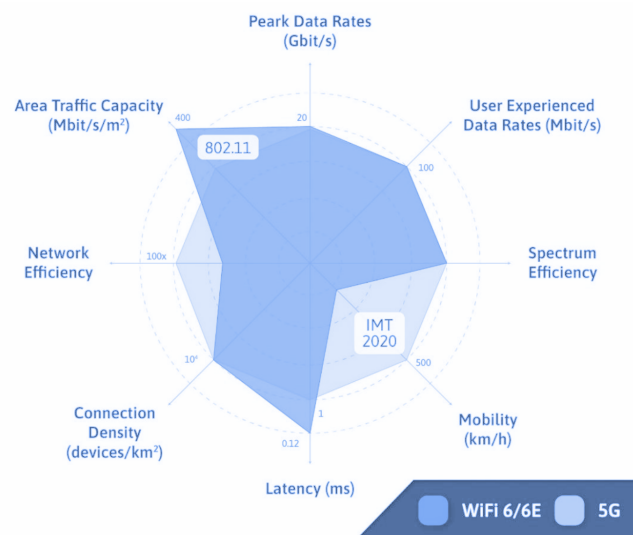 Peark Data Rates
(Gbit/s)
Area Traffic Capacity
(Mbit/s/m²)
User Experienced
Data Rates (Mbit/s)
400
20
802.11
100
Network
Efficiency
100x
Spectrum
Efficiency
IMT
2020
10⁴
500
Connection
Density
(devices/km²)
1
0.12
Mobility
(km/h)
Latency (ms)
WiFi 6/6E
5G